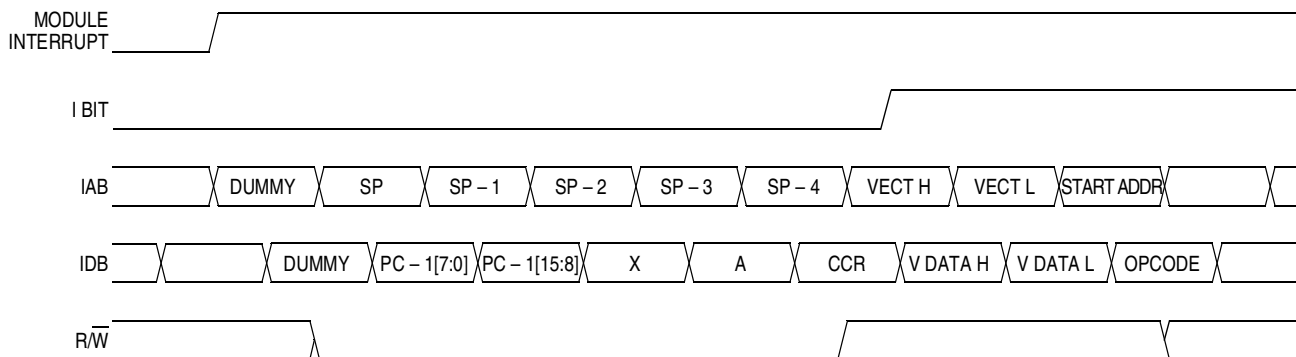 MODULE
INTERRUPT
I BIT
IAB DUMMY SP SP – 1 SP – 2 SP – 3 SP – 4 VECT H VECT L START ADDR
IDB DUMMY PC – 1[7:0] PC – 1[15:8] X A CCR V DATA H V DATA L OPCODE
R/W̅